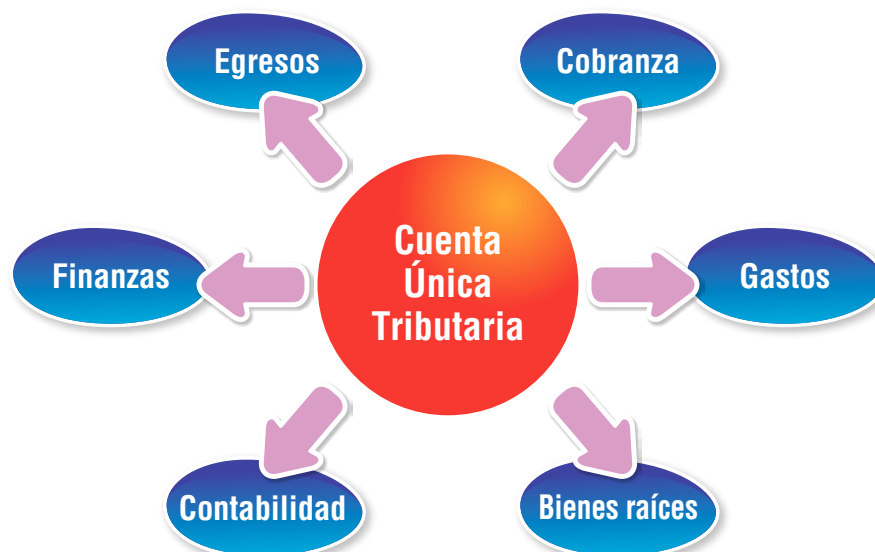 Egresos
Cobranza
Finanzas
Cuenta
Única
Tributaria
Gastos
Contabilidad
Bienes raíces